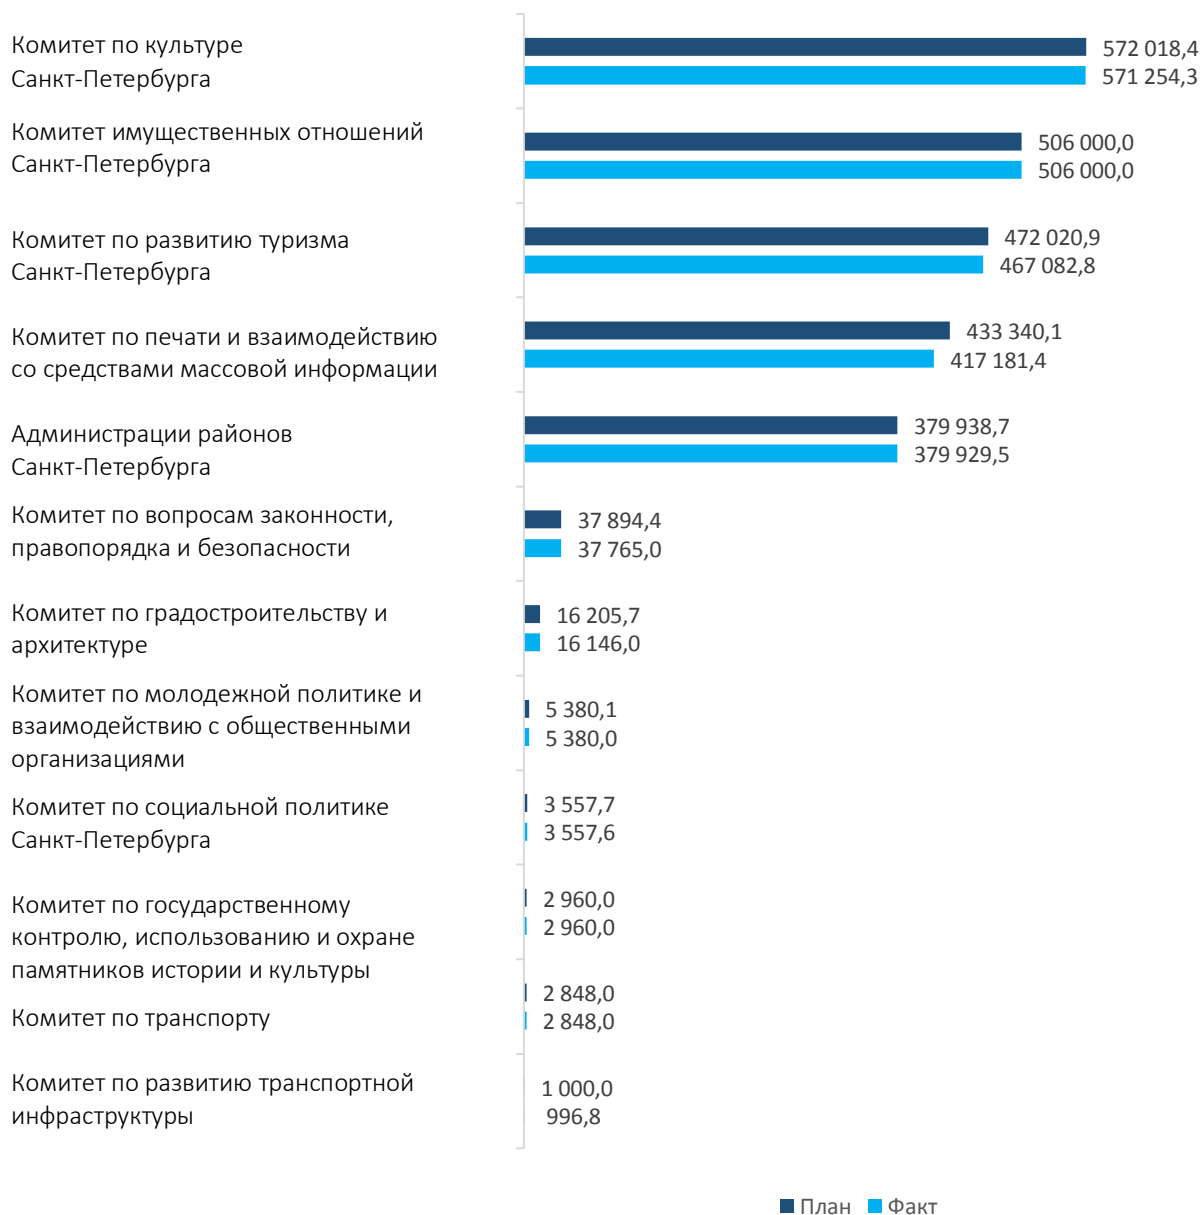 Комитет по культуре
Санкт-Петербурга
572 018,4
571 254,3
Комитет имущественных отношений
Санкт-Петербурга
506 000,0
506 000,0
Комитет по развитию туризма
Санкт-Петербурга
472 020,9
467 082,8
Комитет по печати и взаимодействию
со средствами массовой информации
433 340,1
417 181,4
Администрации районов
Санкт-Петербурга
379 938,7
379 929,5
Комитет по вопросам законности,
правопорядка и безопасности
37 894,4
37 765,0
Комитет по градостроительству и
архитектуре
16 205,7
16 146,0
Комитет по молодежной политике и
взаимодействию с общественными
организациями
5 380,1
5 380,0
Комитет по социальной политике
Санкт-Петербурга
3 557,7
3 557,6
Комитет по государственному
контролю, использованию и охране
памятников истории и культуры
2 960,0
2 960,0
Комитет по транспорту
2 848,0
2 848,0
Комитет по развитию транспортной
инфраструктуры
1 000,0
996,8
План Факт